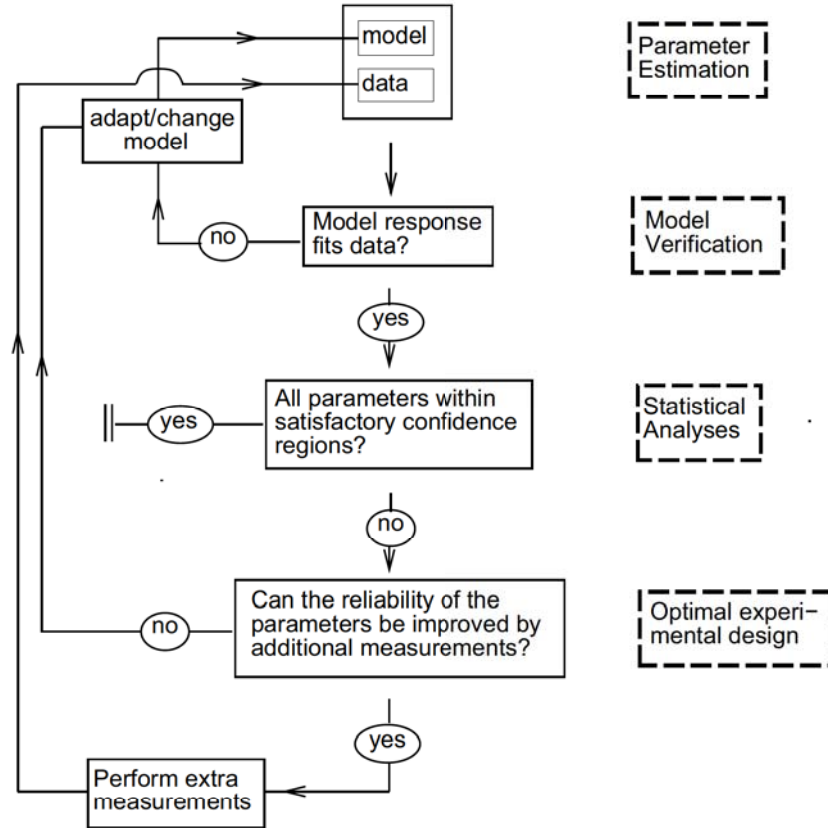 model
data
Parameter
Estimation
adapt/change
model
no
Model response
fits data?
Model
Verification
yes
yes
All parameters within
satisfactory confidence
regions?
Statistical
Analyses
no
no
Can the reliability of the
parameters be improved by
additional measurements?
Optimal experi-
mental design
yes
Perform extra
measurements